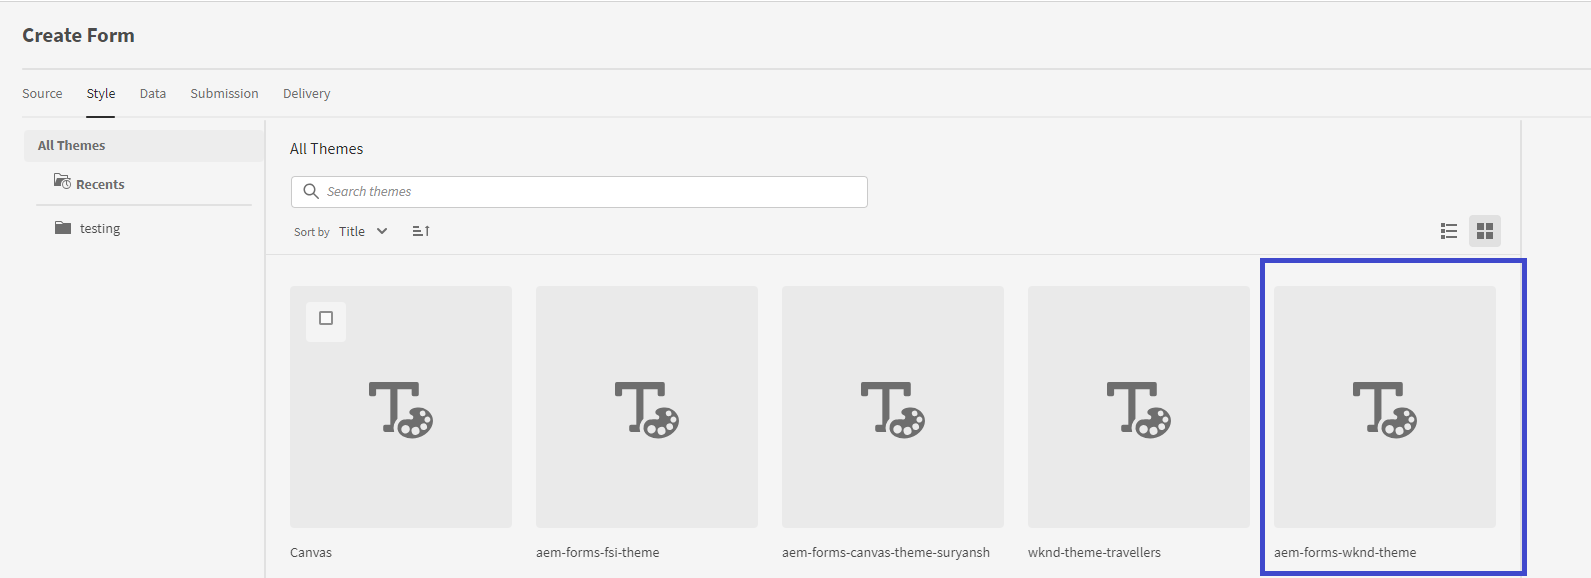 Create Form
Source Style Data Submission Delivery
All Themes
Recents
testing
All Themes
Search themes
Sort by Title
Canvas
aem-forms-fsi-theme
aem-forms-canvas-theme-suryansh
wknd-theme-travellers
aem-forms-wknd-theme